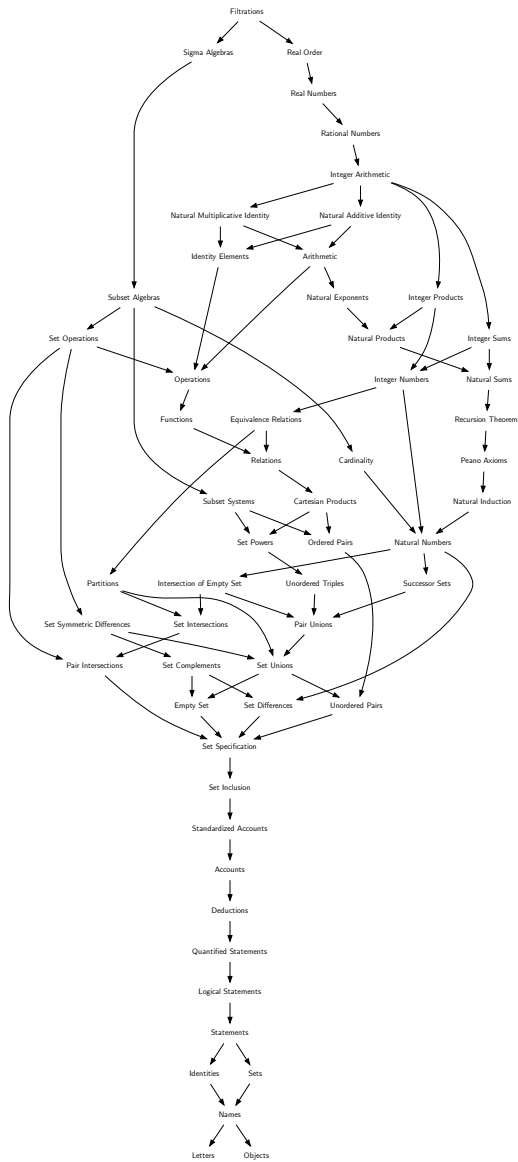 Filtrations
Sigma Algebras
Real Order
Real Numbers
Rational Numbers
Integer Arithmetic
Natural Multiplicative Identity
Natural Additive Identity
Identity Elements
Arithmetic
Subset Algebras
Natural Exponents
Integer Products
Set Operations
Natural Products
Integer Sums
Operations
Integer Numbers
Natural Sums
Functions
Equivalence Relations
Recursion Theorem
Relations
Cardinality
Peano Axioms
Subset Systems
Cartesian Products
Natural Induction
Set Powers
Ordered Pairs
Natural Numbers
Partitions
Intersection of Empty Set
Unordered Triples
Successor Sets
Set Symmetric Differences
Set Intersections
Pair Unions
Pair Intersections
Set Complements
Set Unions
Empty Set
Set Differences
Unordered Pairs
Set Specification
Set Inclusion
Standardized Accounts
Accounts
Deductions
Quantified Statements
Logical Statements
Statements
Identities
Sets
Names
Letters
Objects